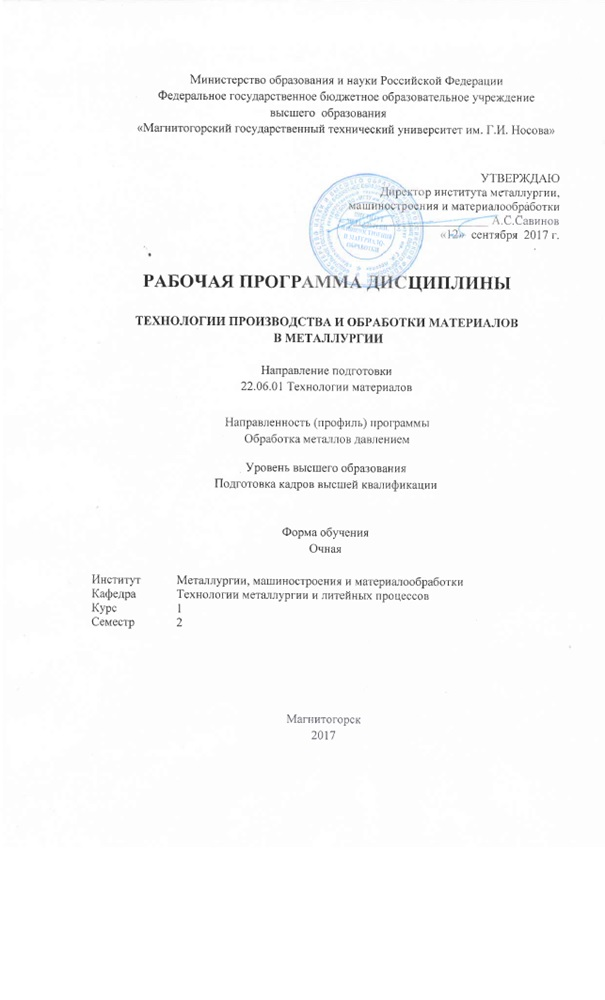 Министерство образования и науки Российской Федерации
Федеральное государственное бюджетное образовательное учреждение
высшего образования
«Магнитогорский государственный технический университет им. Г.И. Носова»
УТВЕРЖДАЮ
Директор института металлургии,
машиностроения и материалообработки
А.С.Савинов
«12» сентября 2017 г.
РАБОЧАЯ ПРОГРАММА ДИСЦИПЛИНЫ
ТЕХНОЛОГИИ ПРОИЗВОДСТВА И ОБРАБОТКИ МАТЕРИАЛОВ
В МЕТАЛЛУРГИИ
Направление подготовки
22.06.01 Технологии материалов
Направленность (профиль) программы
Обработка металлов давлением
Уровень высшего образования
Подготовка кадров высшей квалификации
Форма обучения
Очная
Институт Металлургии, машиностроения и материалообработки
Кафедра Технологии металлургии и литейных процессов
Курс 1
Семестр 2
Магнитогорск
2017